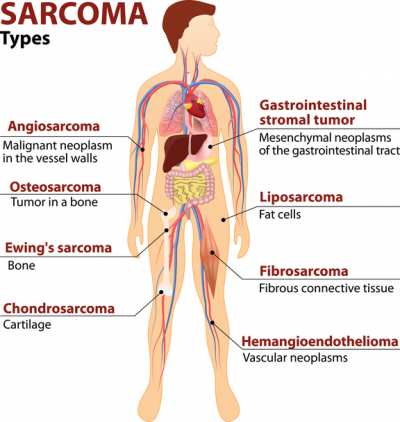 SARCOMA
Types
Angiosarcoma
Malignant neoplasm
in the vessel walls
Osteosarcoma
Tumor in a bone
Ewing's sarcoma
Bone
Chondrosarcoma
Cartilage
Gastrointestinal
stromal tumor
Mesenchymal neoplasms
of the gastrointestinal tract
Liposarcoma
Fat cells
Fibrosarcoma
Fibrous connective tissue
Hemangioendothelioma
Vascular neoplasms